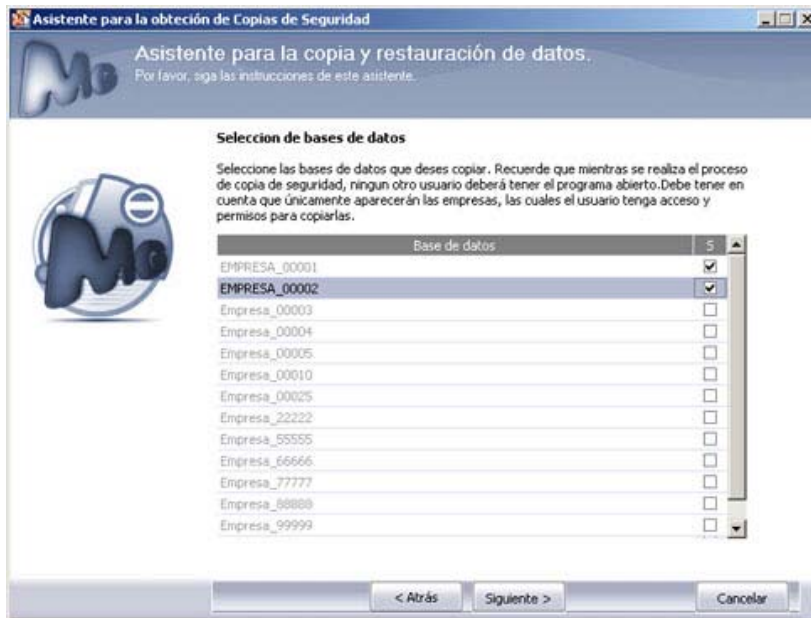 Asistente para la obteción de Copias de Seguridad
MG
Asistente para la copia y restauración de datos.
Por favor, siga las instrucciones de este asistente.
Seleccion de bases de datos
Seleccione las bases de datos que deses copiar. Recuerde que mientras se realiza el proceso
de copia de seguridad, ningun otro usuario deberá tener el programa abierto.Debe tener en
cuenta que únicamente aparecerán las empresas, las cuales el usuario tenga acceso y
permisos para copiarlas.
MG
Base de datos S
EMPRESA_00001
EMPRESA_00002
Empresa_00003
Empresa_00004
Empresa_00005
Empresa_00010
Empresa_00025
Empresa_22222
Empresa_55555
Empresa_66666
Empresa_77777
Empresa_88888
Empresa_99999
< Atrás Siguiente > Cancelar